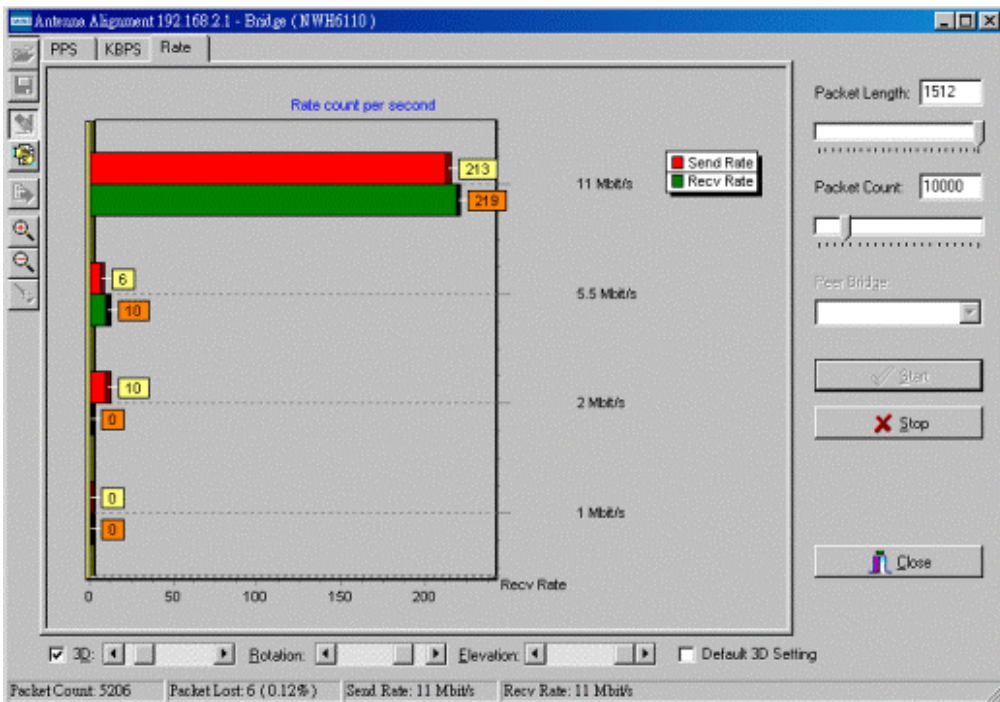 Antenna Alignment 192.168.2.1 - Bridge ( NWH6110 )
PPS KBPS Rate
Rate count per second
213
219
11 Mbit/s
6
10
5.5 Mbit/s
10
0
2 Mbit/s
0
0
1 Mbit/s
0 50 100 150 200
Recv Rate
Send Rate
Recv Rate
Packet Length: 1512
Packet Count: 10000
Peer Bridge:
Start
Stop
Close
3D: Rotation: Elevation: Default 3D Setting
Packet Count: 5206 Packet Lost: 6 ( 0.12% ) Send Rate: 11 Mbit/s Recv Rate: 11 Mbit/s